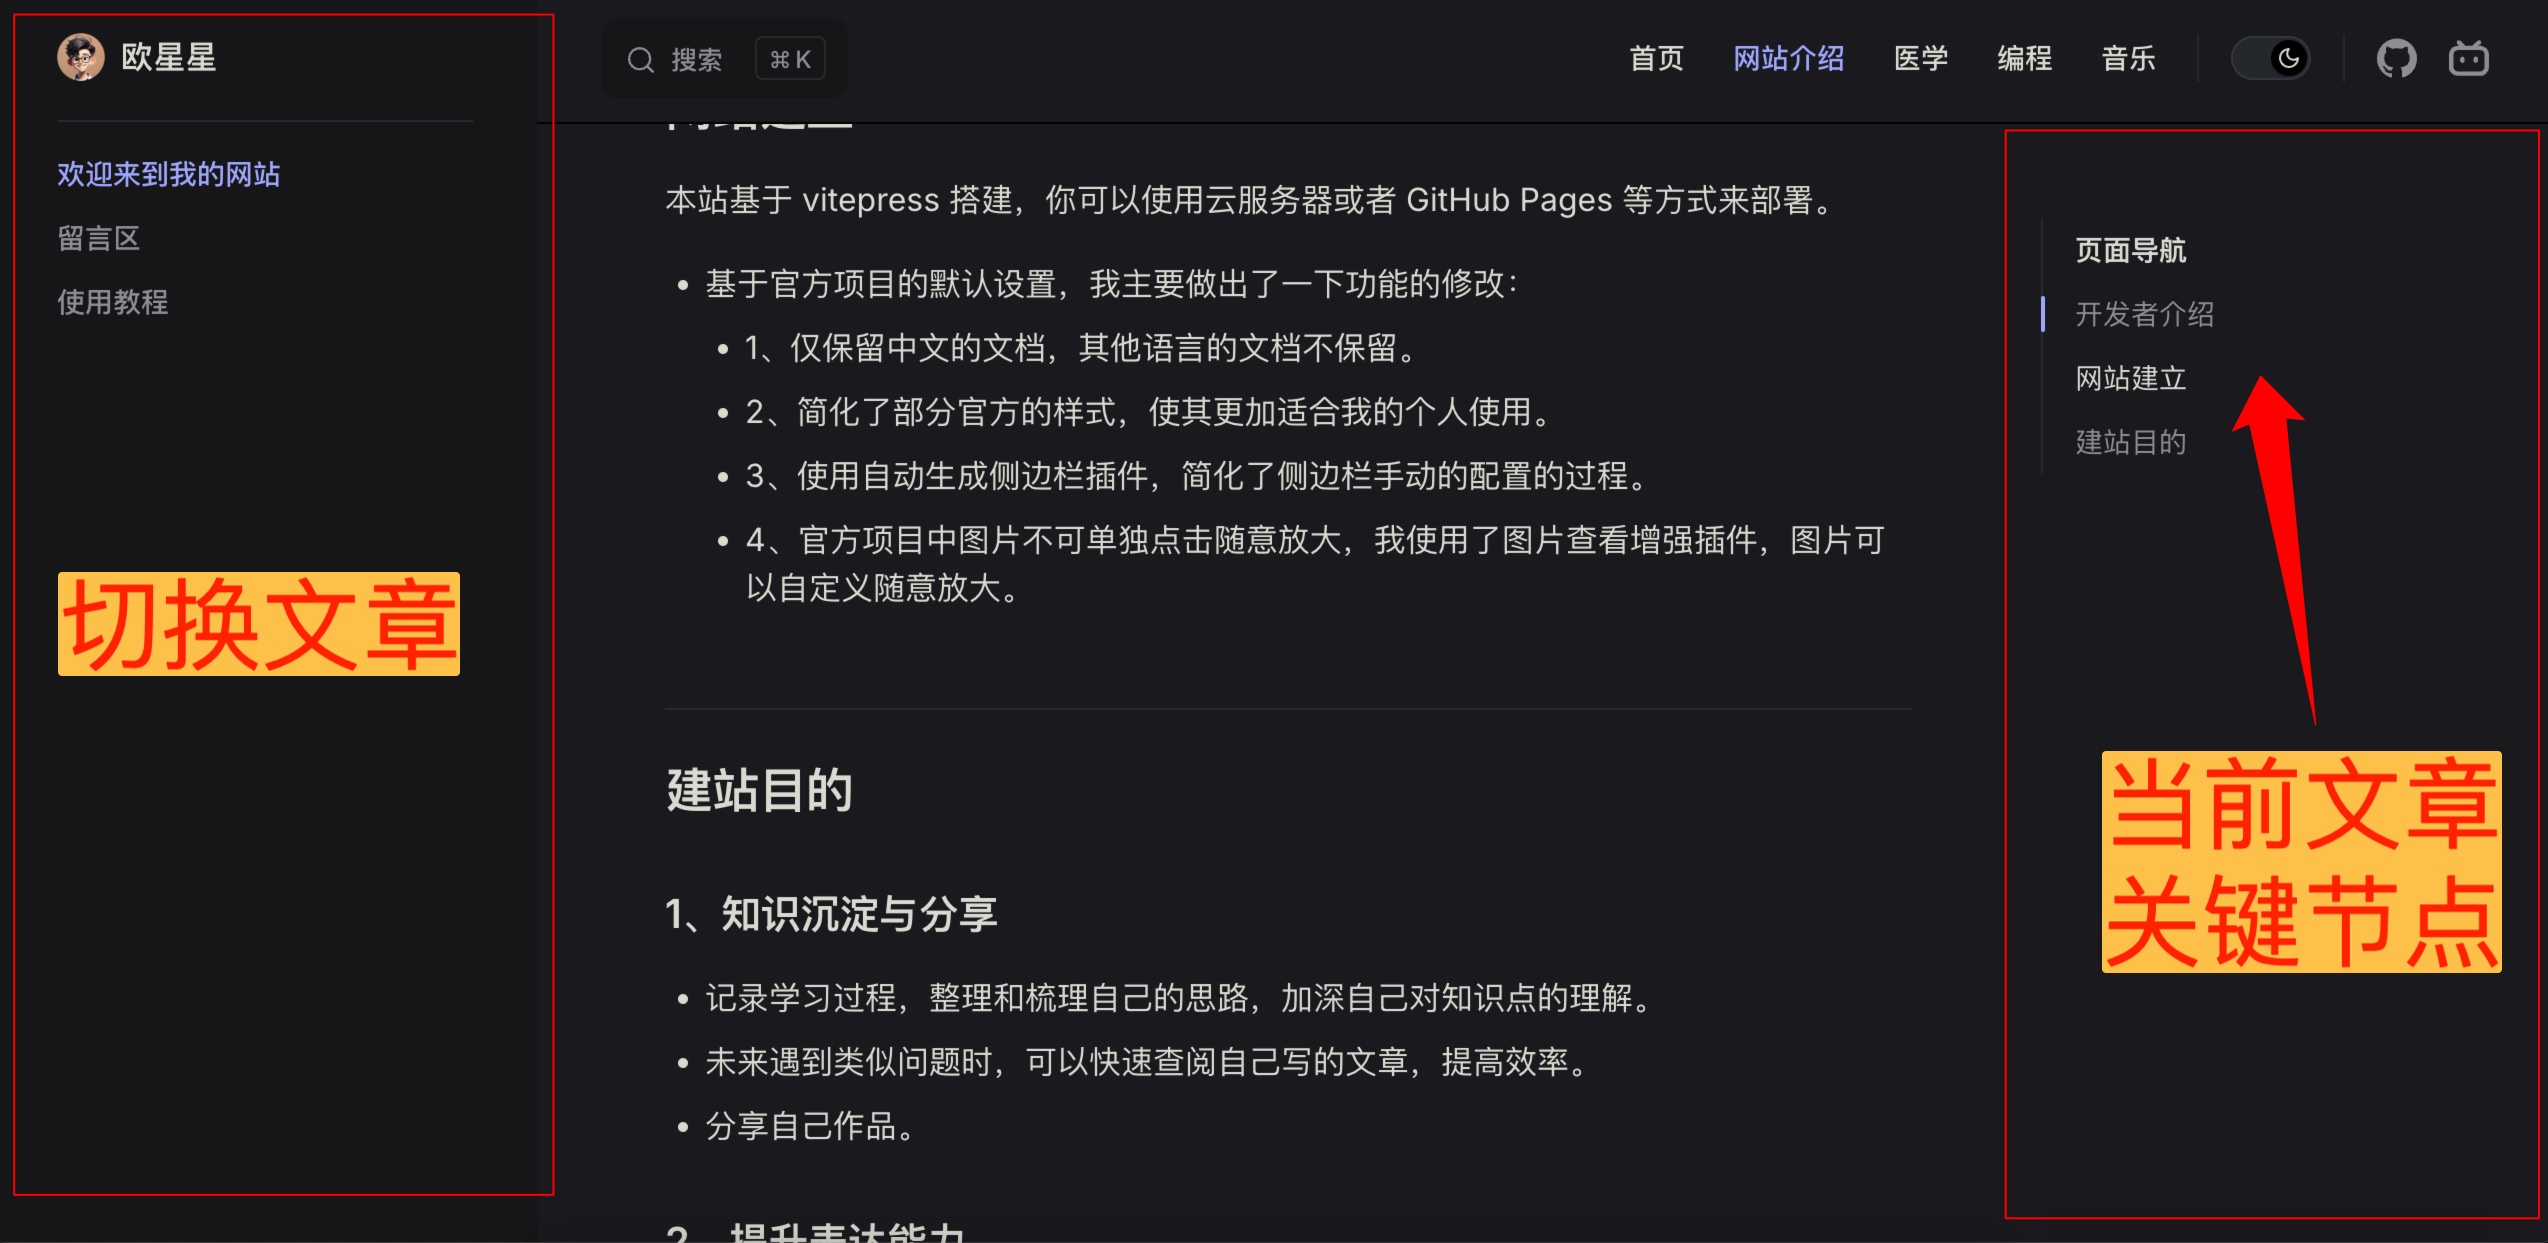 欧星星
搜索 ⌘ K
首页 网站介绍 医学 编程 音乐
欢迎来到我的网站
留言区
使用教程
切换文章
本站基于 vitepress 搭建，你可以使用云服务器或者 GitHub Pages 等方式来部署。
基于官方项目的默认设置，我主要做出了一下功能的修改：
1、仅保留中文的文档，其他语言的文档不保留。
2、简化了部分官方的样式，使其更加适合我的个人使用。
3、使用自动生成侧边栏插件，简化了侧边栏手动的配置的过程。
4、官方项目中图片不可单独点击随意放大，我使用了图片查看增强插件，图片可
以自定义随意放大。
建站目的
1、知识沉淀与分享
记录学习过程，整理和梳理自己的思路，加深自己对知识点的理解。
未来遇到类似问题时，可以快速查阅自己写的文章，提高效率。
分享自己作品。
2、提升表达能力
页面导航
开发者介绍
网站建立
建站目的
当前文章
关键节点